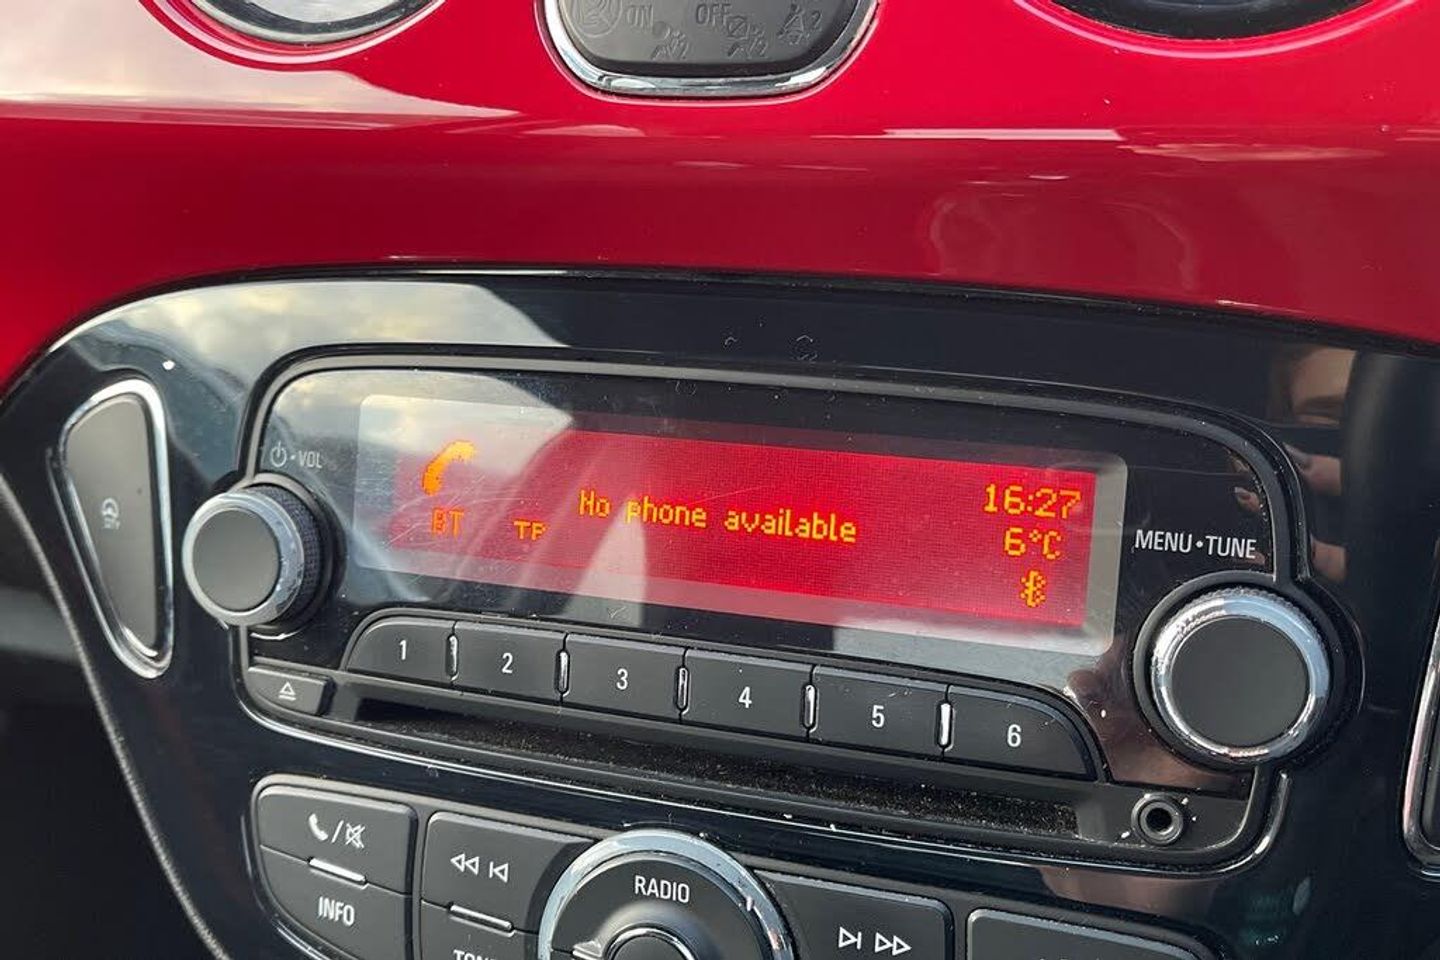 ON OFF
VOL
No phone available
16:27
BT TP
6°C
MENU•TUNE
1 2 3 4 5 6
RADIO
INFO